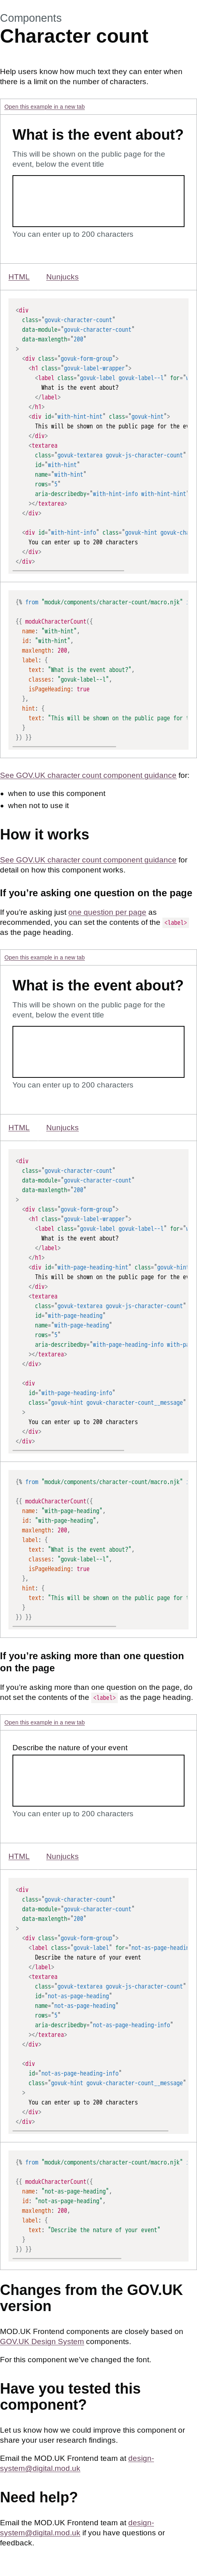 Components
Character count
Help users know how much text they can enter when
there is a limit on the number of characters.
Open this example in a new tab
What is the event about?
This will be shown on the public page for the
event, below the event title
You can enter up to 200 characters
HTML Nunjucks
<div
class="govuk-character-count"
data-module="govuk-character-count"
data-maxlength="200"
>
<div class="govuk-form-group">
<h1 class="govuk-label-wrapper">
<label class="govuk-label govuk-label--l" for="w
What is the event about?
</label>
</h1>
<div id="with-hint-hint" class="govuk-hint">
This will be shown on the public page for the eve
</div>
<textarea
class="govuk-textarea govuk-js-character-count"
id="with-hint"
name="with-hint"
rows="5"
aria-describedby="with-hint-info with-hint-hint"
></textarea>
</div>
<div id="with-hint-info" class="govuk-hint govuk-cha
You can enter up to 200 characters
</div>
</div>
{% from "moduk/components/character-count/macro.njk"
{{ modukCharacterCount({
name: "with-hint",
id: "with-hint",
maxlength: 200,
label: {
text: "What is the event about?",
classes: "govuk-label--l",
isPageHeading: true
},
hint: {
text: "This will be shown on the public page for t
}
}) }}
See GOV.UK character count component guidance for:
• when to use this component
• when not to use it
How it works
See GOV.UK character count component guidance for
detail on how this component works.
If you're asking one question on the page
If you're asking just one question per page as
recommended, you can set the contents of the <label>
as the page heading.
Open this example in a new tab
What is the event about?
This will be shown on the public page for the
event, below the event title
You can enter up to 200 characters
HTML Nunjucks
<div
class="govuk-character-count"
data-module="govuk-character-count"
data-maxlength="200"
>
<div class="govuk-form-group">
<h1 class="govuk-label-wrapper">
<label class="govuk-label govuk-label--l" for="w
What is the event about?
</label>
</h1>
<div id="with-page-heading-hint" class="govuk-hint
This will be shown on the public page for the eve
</div>
<textarea
class="govuk-textarea govuk-js-character-count"
id="with-page-heading"
name="with-page-heading"
rows="5"
aria-describedby="with-page-heading-info with-pa
></textarea>
</div>
<div
id="with-page-heading-info"
class="govuk-hint govuk-character-count__message"
>
You can enter up to 200 characters
</div>
</div>
{% from "moduk/components/character-count/macro.njk"
{{ modukCharacterCount({
name: "with-page-heading",
id: "with-page-heading",
maxlength: 200,
label: {
text: "What is the event about?",
classes: "govuk-label--l",
isPageHeading: true
},
hint: {
text: "This will be shown on the public page for t
}
}) }}
If you're asking more than one question
on the page
If you're asking more than one question on the page, do
not set the contents of the <label> as the page heading.
Open this example in a new tab
Describe the nature of your event
You can enter up to 200 characters
HTML Nunjucks
<div
class="govuk-character-count"
data-module="govuk-character-count"
data-maxlength="200"
>
<div class="govuk-form-group">
<label class="govuk-label" for="not-as-page-headin
Describe the nature of your event
</label>
<textarea
class="govuk-textarea govuk-js-character-count"
id="not-as-page-heading"
name="not-as-page-heading"
rows="5"
aria-describedby="not-as-page-heading-info"
></textarea>
</div>
<div
id="not-as-page-heading-info"
class="govuk-hint govuk-character-count__message"
>
You can enter up to 200 characters
</div>
</div>
{% from "moduk/components/character-count/macro.njk"
{{ modukCharacterCount({
name: "not-as-page-heading",
id: "not-as-page-heading",
maxlength: 200,
label: {
text: "Describe the nature of your event"
}
}) }}
Changes from the GOV.UK
version
MOD.UK Frontend components are closely based on
GOV.UK Design System components.
For this component we've changed the font.
Have you tested this
component?
Let us know how we could improve this component or
share your user research findings.
Email the MOD.UK Frontend team at design-
system@digital.mod.uk
Need help?
Email the MOD.UK Frontend team at design-
system@digital.mod.uk if you have questions or
feedback.